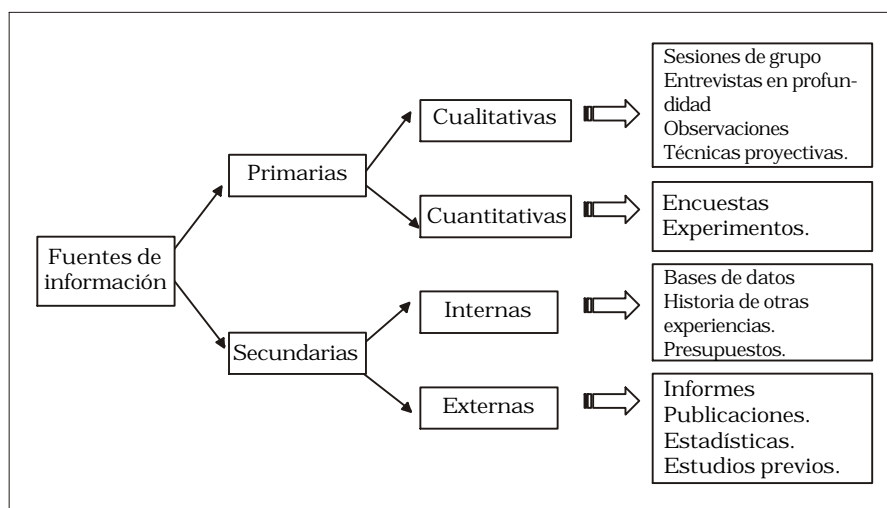 Fuentes de
información
Primarias
Secundarias
Cualitativas
Cuantitativas
Internas
Externas
Sesiones de grupo
Entrevistas en profun-
didad
Observaciones
Técnicas proyectivas.
Encuestas
Experimentos.
Bases de datos
Historia de otras
experiencias.
Presupuestos.
Informes
Publicaciones.
Estadísticas.
Estudios previos.